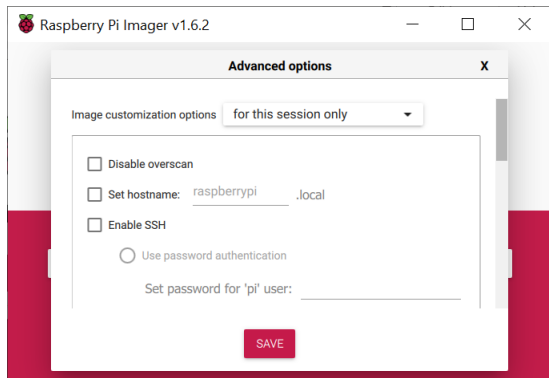 Raspberry Pi Imager v1.6.2
Advanced options X
Image customization options for this session only
Disable overscan
Set hostname: raspberrypi .local
Enable SSH
Use password authentication
Set password for 'pi' user:
SAVE